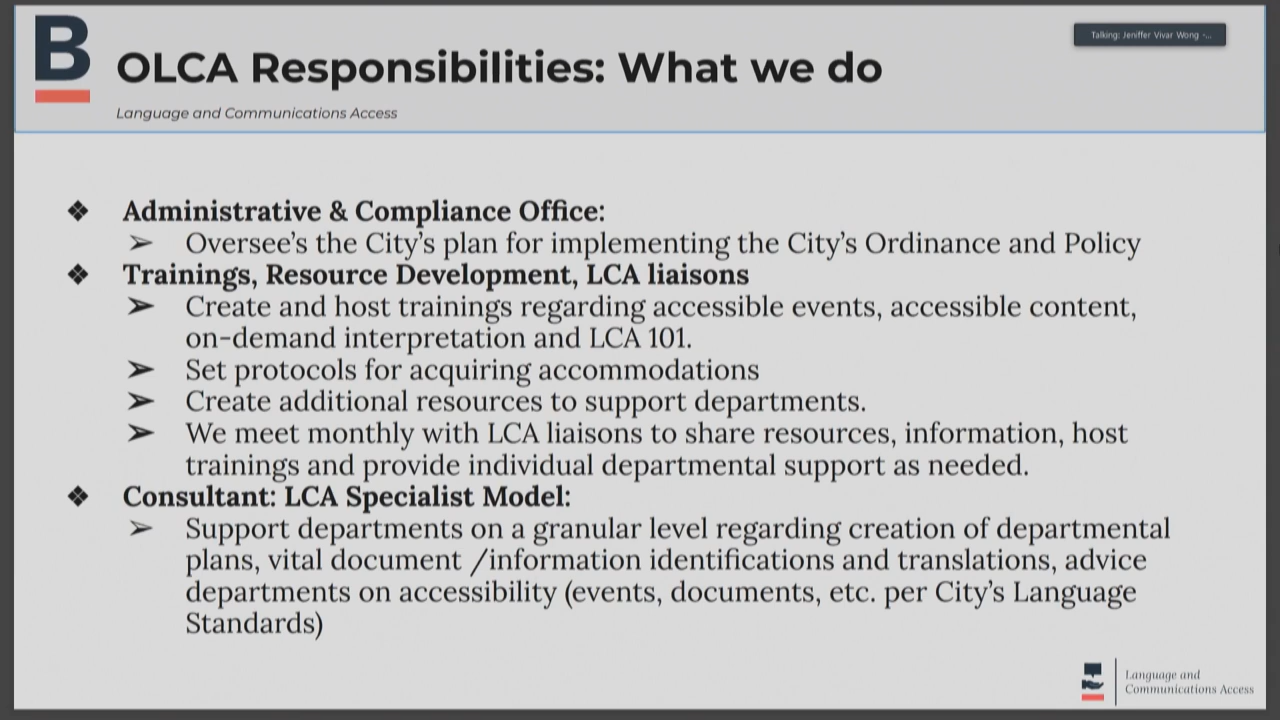 B
OLCA Responsibilities: What we do
Talking: Jeniffer Vivar Wong -...
Language and Communications Access
❖ Administrative & Compliance Office:
➢ Oversee's the City's plan for implementing the City's Ordinance and Policy
❖ Trainings, Resource Development, LCA liaisons
➢ Create and host trainings regarding accessible events, accessible content,
on-demand interpretation and LCA 101.
➢ Set protocols for acquiring accommodations
➢ Create additional resources to support departments.
➢ We meet monthly with LCA liaisons to share resources, information, host
trainings and provide individual departmental support as needed.
❖ Consultant: LCA Specialist Model:
➢ Support departments on a granular level regarding creation of departmental
plans, vital document /information identifications and translations, advice
departments on accessibility (events, documents, etc. per City's Language
Standards)
Language and
Communications Access